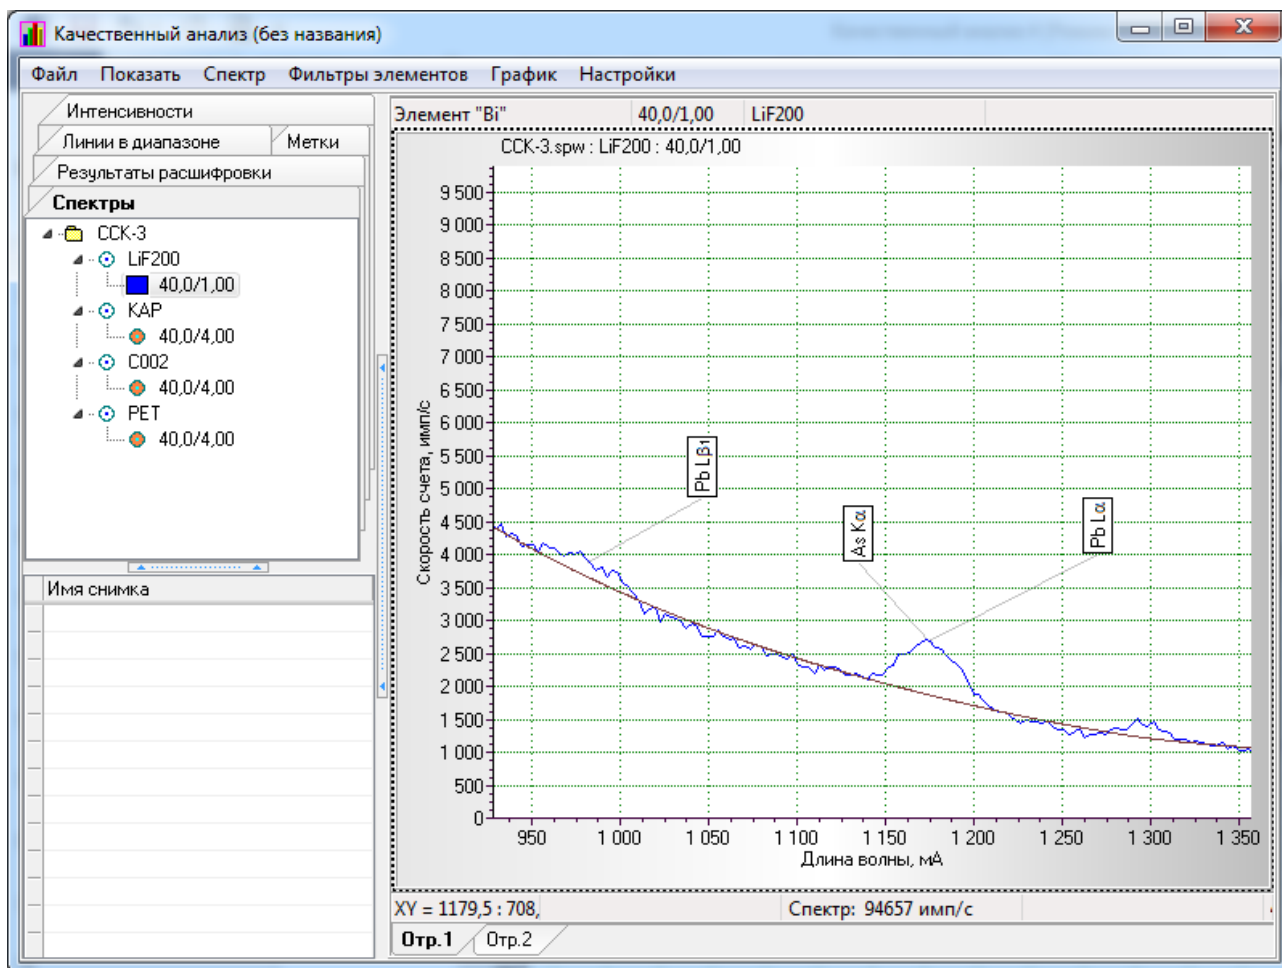 Качественный анализ (без названия)
Файл Показать Спектр Фильтры элементов График Настройки
Интенсивности
Линии в диапазоне Метки
Результаты расшифровки
Спектры
ССК-3
LiF200
40,0/1,00
KAP
40,0/4,00
C002
40,0/4,00
PET
40,0/4,00
Имя снимка
Элемент "Bi" 40,0/1,00 LiF200
ССК-3.spw : LiF200 : 40,0/1,00
Скорость счета, имп/с
9 500
9 000
8 500
8 000
7 500
7 000
6 500
6 000
5 500
5 000
4 500
4 000
3 500
3 000
2 500
2 000
1 500
1 000
500
0
Pb Lβ1
As Kα
Pb Lα
950 1 000 1 050 1 100 1 150 1 200 1 250 1 300 1 350
Длина волны, мА
XY = 1179,5 : 708, Спектр: 94657 имп/с
Отр.1 Отр.2